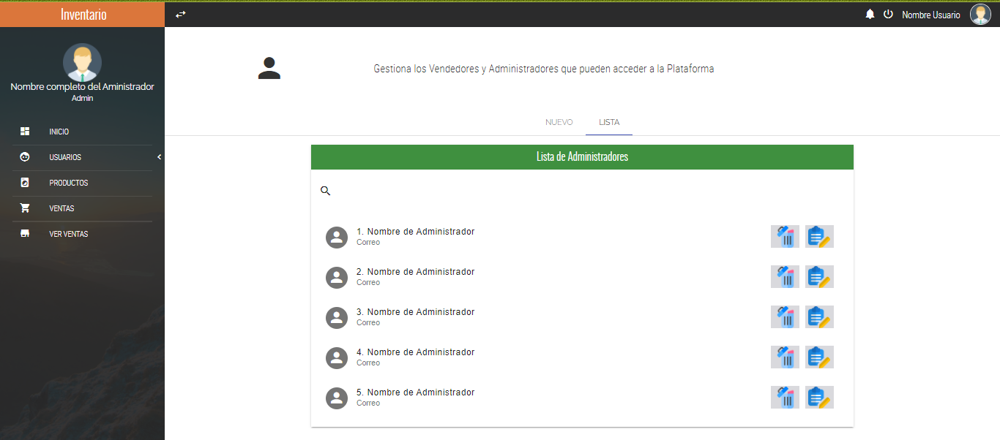 Inventario
Nombre Usuario
Nombre completo del Aministrador
Admin
INICIO
USUARIOS
PRODUCTOS
VENTAS
VER VENTAS
Gestiona los Vendedores y Administradores que pueden acceder a la Plataforma
NUEVO LISTA
Lista de Administradores
1. Nombre de Administrador
Correo
2. Nombre de Administrador
Correo
3. Nombre de Administrador
Correo
4. Nombre de Administrador
Correo
5. Nombre de Administrador
Correo